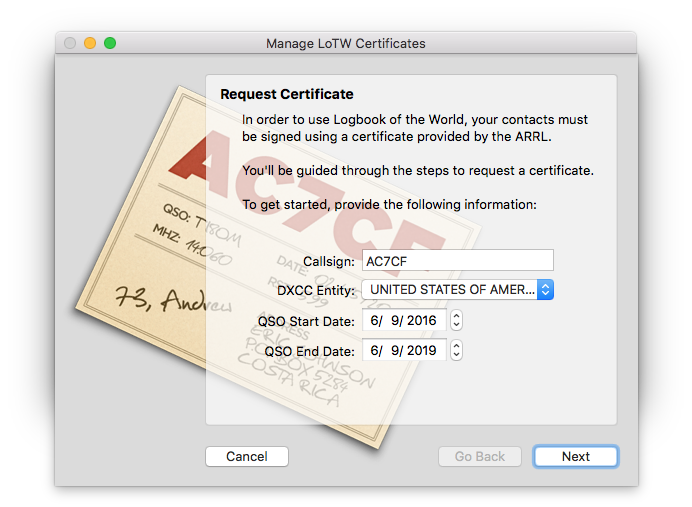 Manage LoTW Certificates
Request Certificate
In order to use Logbook of the World, your contacts must
be signed using a certificate provided by the ARRL.
You'll be guided through the steps to request a certificate.
To get started, provide the following information:
Callsign: AC7CF
DXCC Entity: UNITED STATES OF AMER...
QSO Start Date: 6/ 9/2016
QSO End Date: 6/ 9/2019
Cancel
Go Back
Next
AC7CF
QSO: TI8OM
MHZ: 14.060
DATE:
599
73, Andrew
ADDRESS
ERIC JOHNSON
P.O. BOX 5284
COSTA RICA